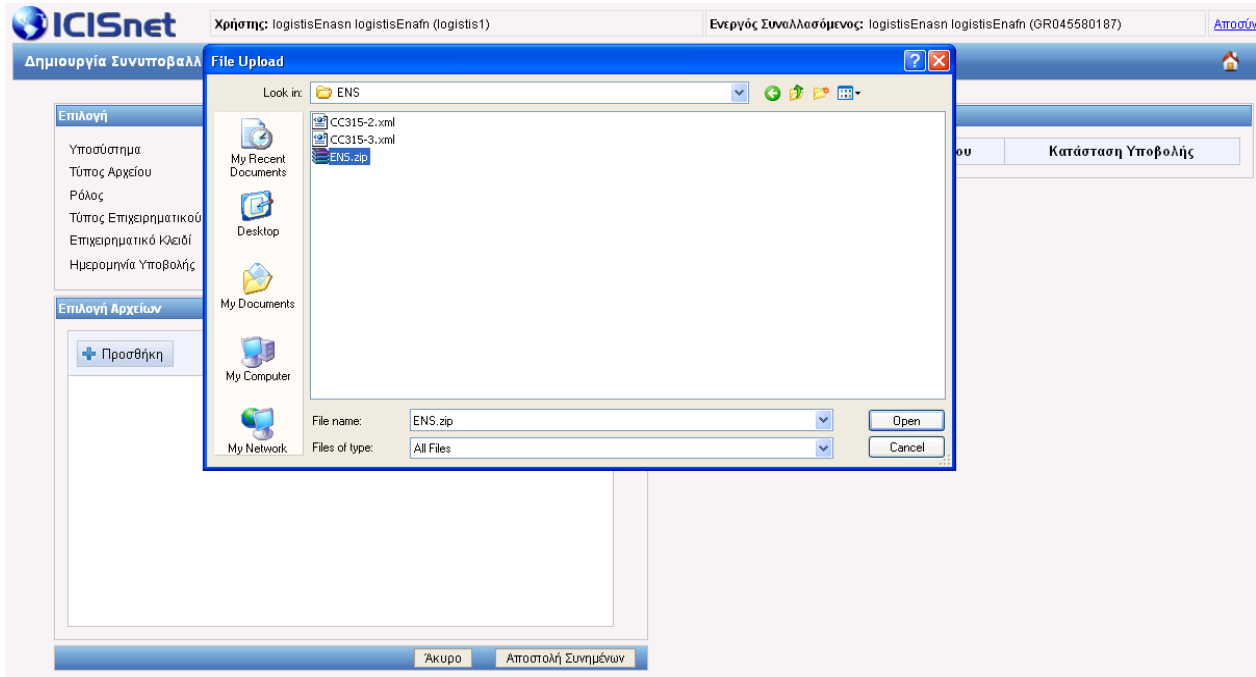 ICISnet
Χρήστης: logistisEnasn logistisEnafn (logistis1)
Ενεργός Συναλλασόμενος: logistisEnasn logistisEnafn (GR045580187)
Αποσύν
Δημιουργία Συνυποβαλλ
File Upload
Look in:
ENS
Επιλογή
Υποσύστημα
Τύπος Αρχείου
Ρόλος
Τύπος Επιχειρηματικού
Επιχειρηματικό Κλειδί
Ημερομηνία Υποβολής
My Recent
Documents
Desktop
My Documents
My Computer
My Network
CC315-2.xml
CC315-3.xml
ENS.zip
ου
Κατάσταση Υποβολής
File name:
ENS.zip
Open
Files of type:
All Files
Cancel
Επιλογή Αρχείων
Προσθήκη
Άκυρο
Αποστολή Συνημένων